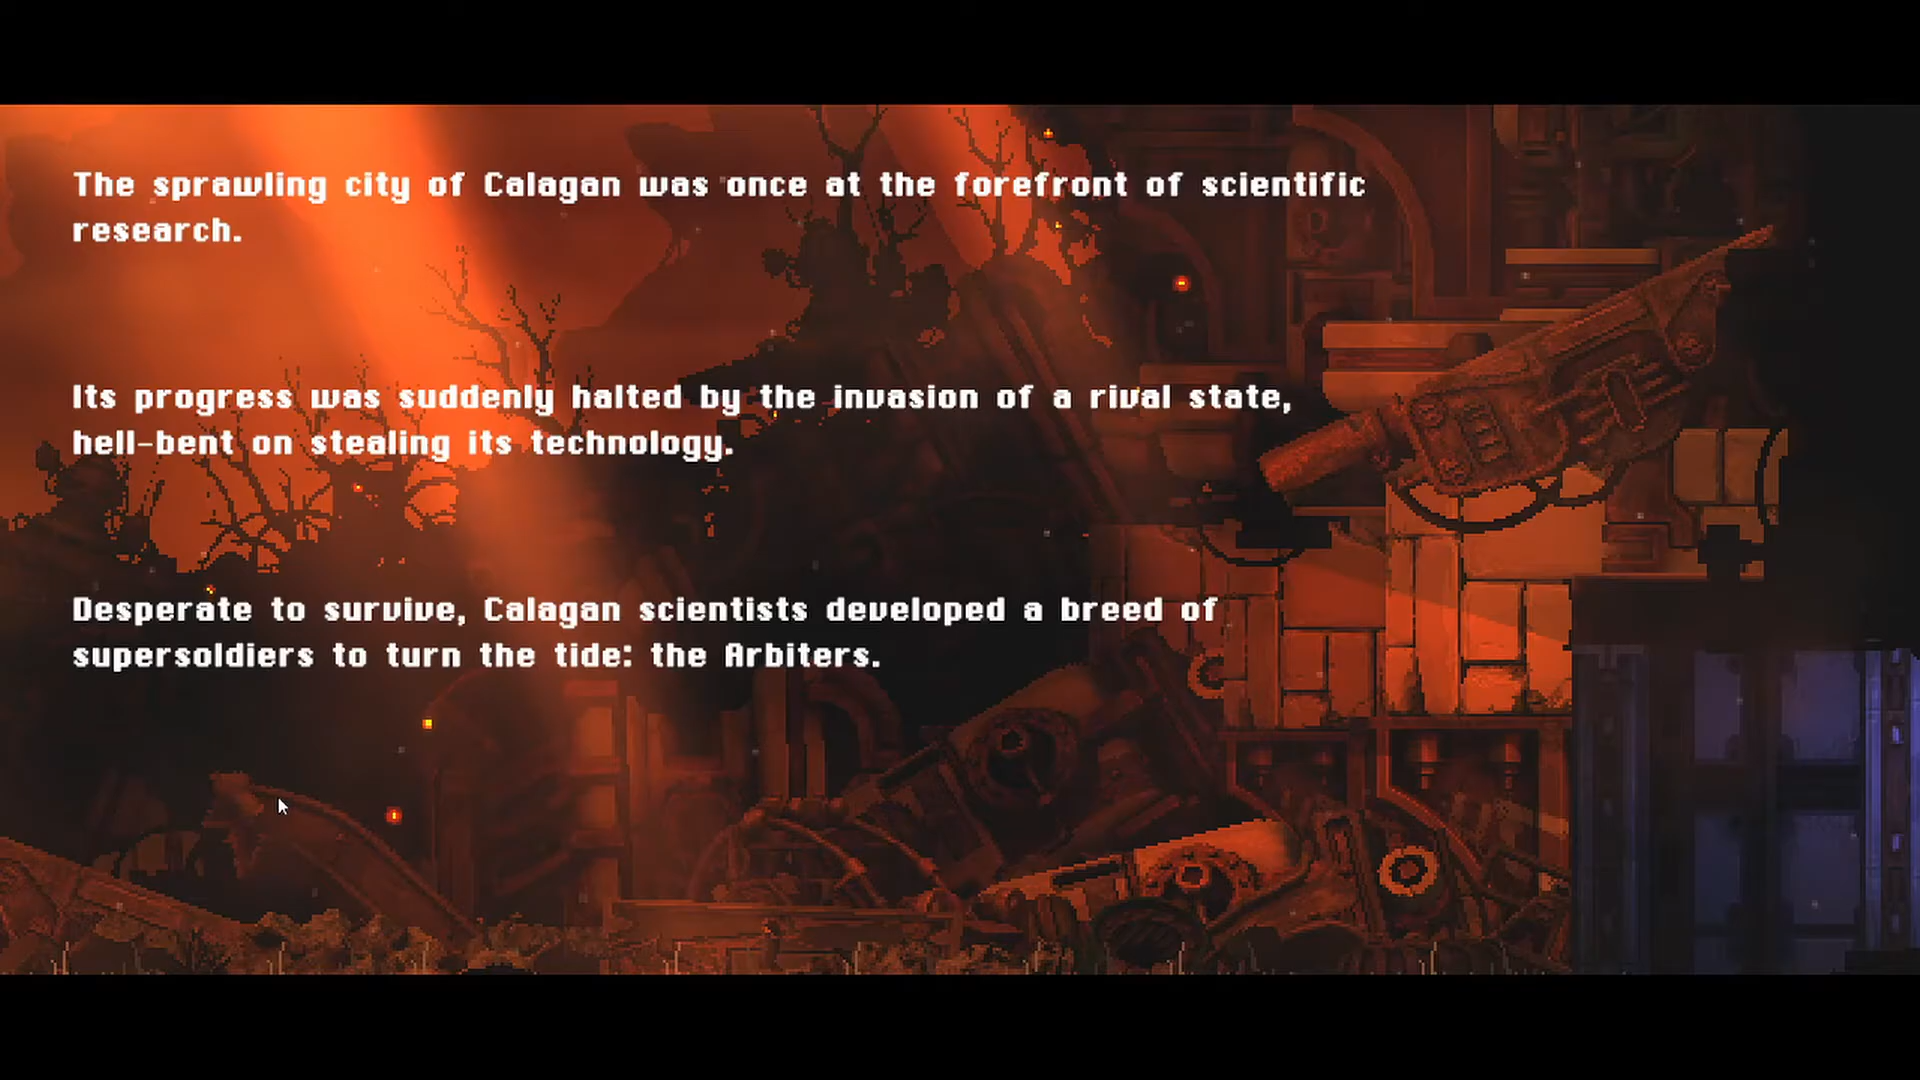 The sprawling city of Calagan was once at the forefront of scientific
research.
Its progress was suddenly halted by the invasion of a rival state,
hell-bent on stealing its technology.
Desperate to survive, Calagan scientists developed a breed of
supersoldiers to turn the tide: the Arbiters.